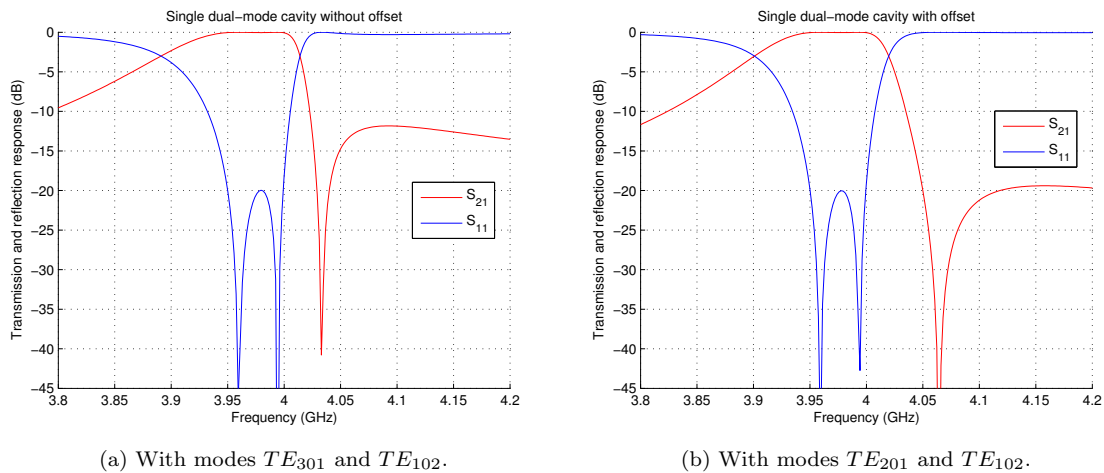 Single dual−mode cavity without offset
Transmission and reflection response (dB)
0
−5
−10
−15
−20
−25
−30
−35
−40
−45
S21
S11
3.8 3.85 3.9 3.95 4 4.05 4.1 4.15 4.2
Frequency (GHz)
(a) With modes TE301 and TE102.
Single dual−mode cavity with offset
Transmission and reflection response (dB)
0
−5
−10
−15
−20
−25
−30
−35
−40
−45
S21
S11
3.8 3.85 3.9 3.95 4 4.05 4.1 4.15 4.2
Frequency (GHz)
(b) With modes TE201 and TE102.